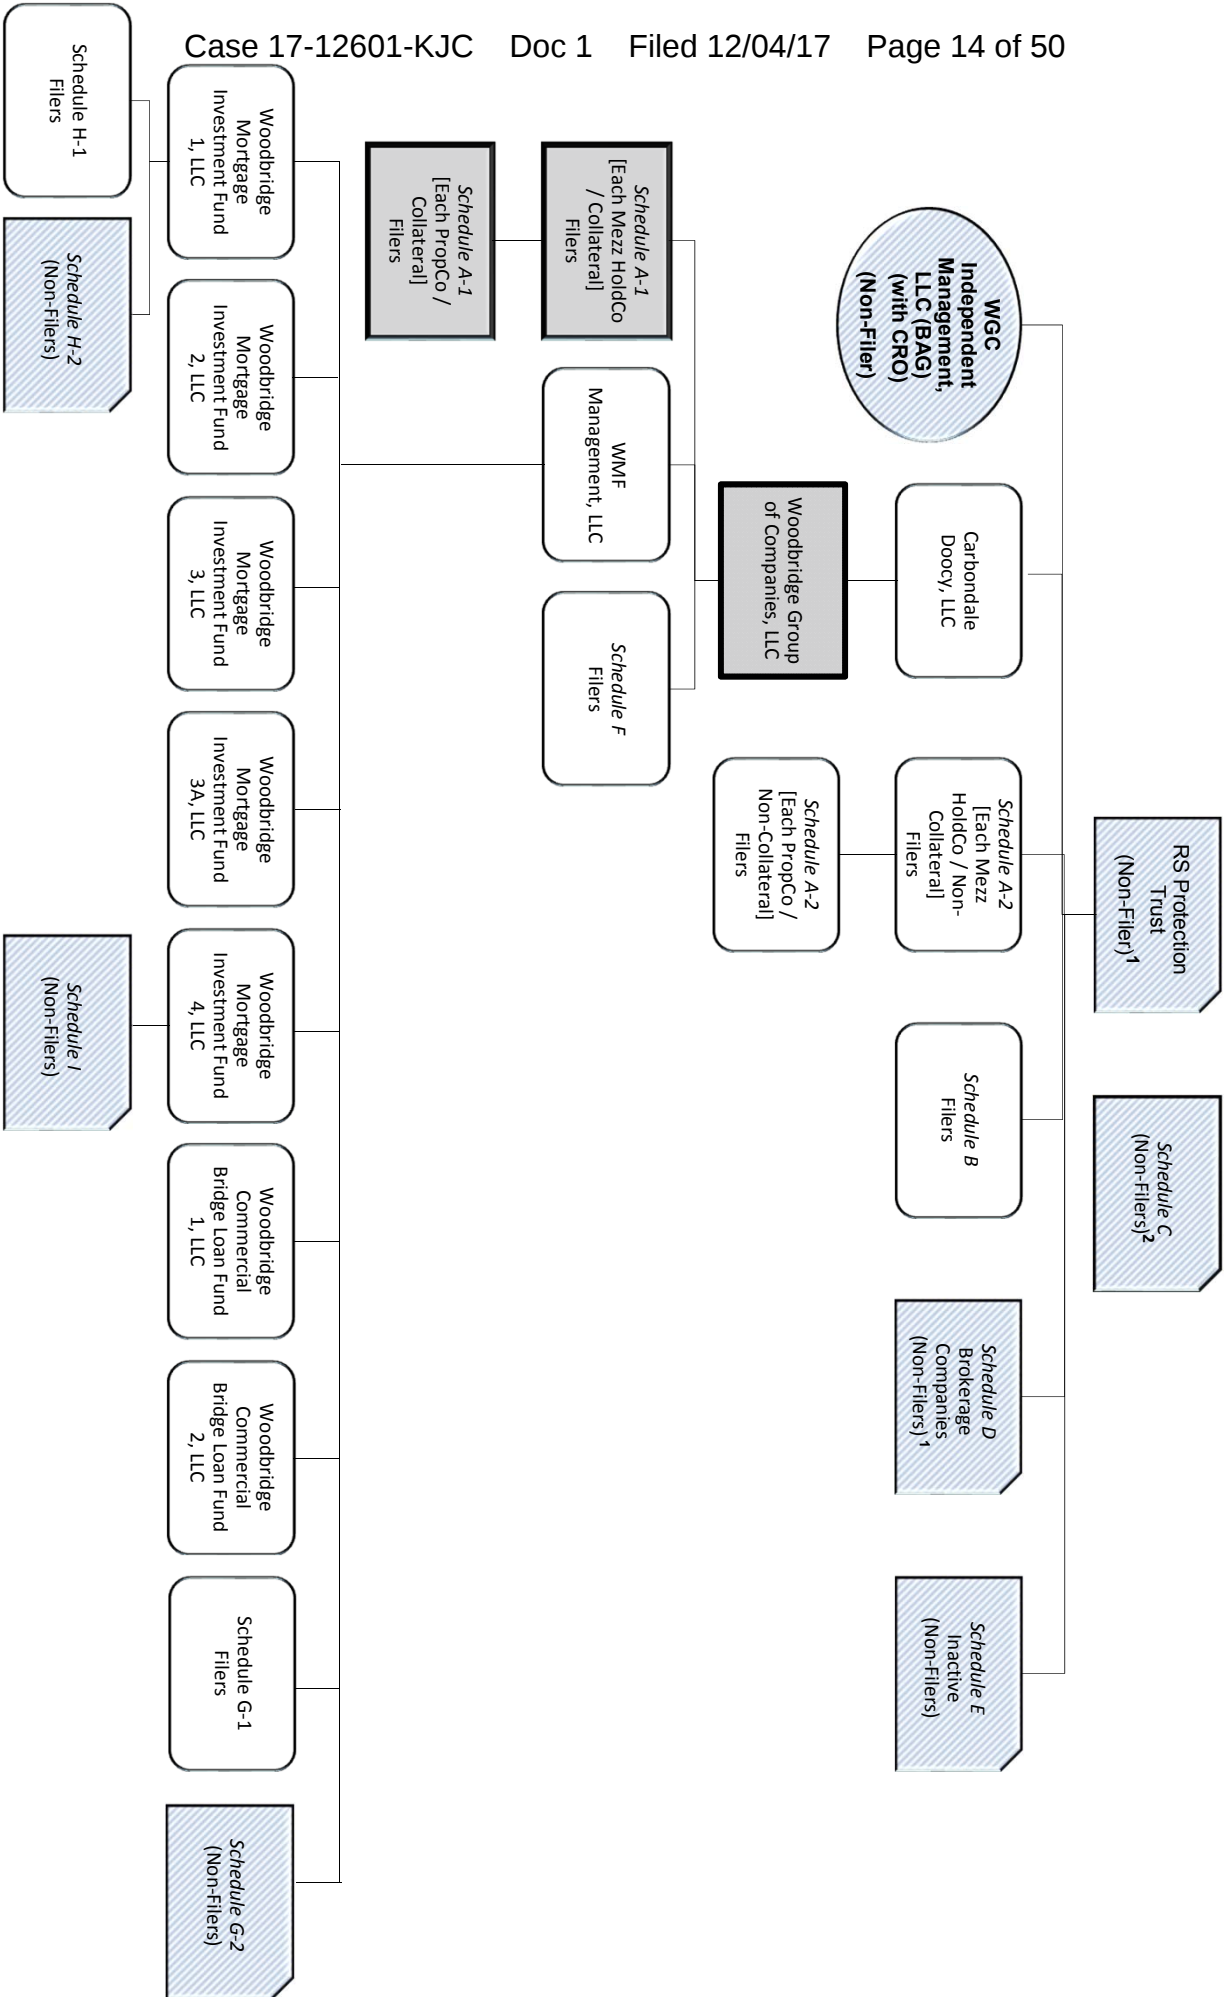 Case 17-12601-KJC Doc 1 Filed 12/04/17 Page 14 of 50
RS Protection
Trust
(Non-Filer)1
Schedule C
(Non-Filers)2
WGC
Independent
Management,
LLC (BAG)
(with CRO)
(Non-Filer)
Carbondale
Doocy, LLC
Schedule A-2
[Each Mezz
HoldCo / Non-
Collateral]
Filers
Schedule B
Filers
Schedule D
Brokerage
Companies
(Non-Filers)1
Schedule E
Inactive
(Non-Filers)
Woodbridge Group
of Companies, LLC
Schedule A-2
[Each PropCo /
Non-Collateral]
Filers
Schedule A-1
[Each Mezz HoldCo
/ Collateral]
Filers
WMF
Management, LLC
Schedule F
Filers
Schedule A-1
[Each PropCo /
Collateral]
Filers
Woodbridge
Mortgage
Investment Fund
1, LLC
Woodbridge
Mortgage
Investment Fund
2, LLC
Woodbridge
Mortgage
Investment Fund
3, LLC
Woodbridge
Mortgage
Investment Fund
3A, LLC
Woodbridge
Mortgage
Investment Fund
4, LLC
Woodbridge
Commercial
Bridge Loan Fund
1, LLC
Woodbridge
Commercial
Bridge Loan Fund
2, LLC
Schedule G-1
Filers
Schedule G-2
(Non-Filers)
Schedule H-1
Filers
Schedule H-2
(Non-Filers)
Schedule I
(Non-Filers)